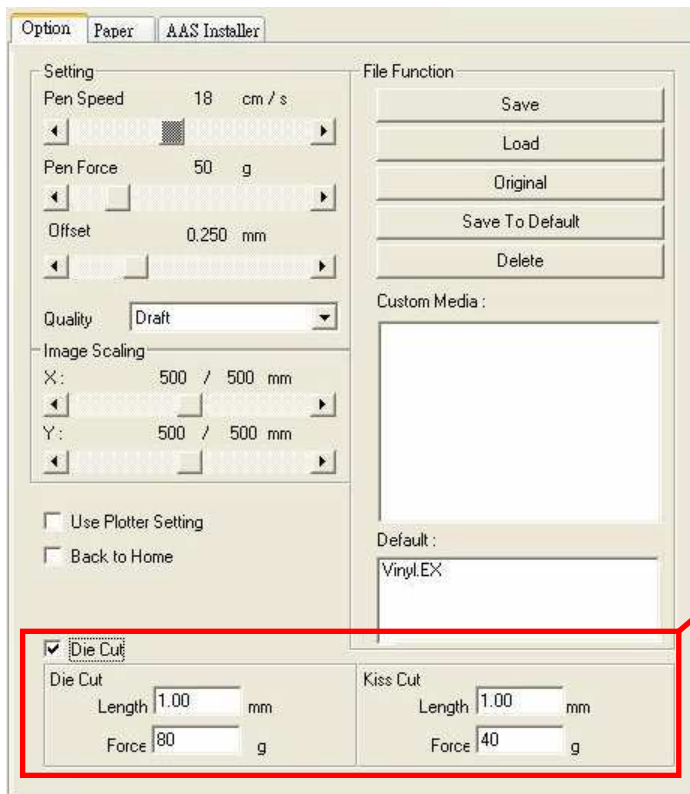 Option Paper AAS Installer
Setting
Pen Speed 18 cm / s
Pen Force 50 g
Offset 0.250 mm
Quality Draft
Image Scaling
X: 500 / 500 mm
Y: 500 / 500 mm
Use Plotter Setting
Back to Home
File Function
Save
Load
Original
Save To Default
Delete
Custom Media :
Default :
Vinyl.EX
Die Cut
Die Cut
Length 1.00 mm
Force 80 g
Kiss Cut
Length 1.00 mm
Force 40 g